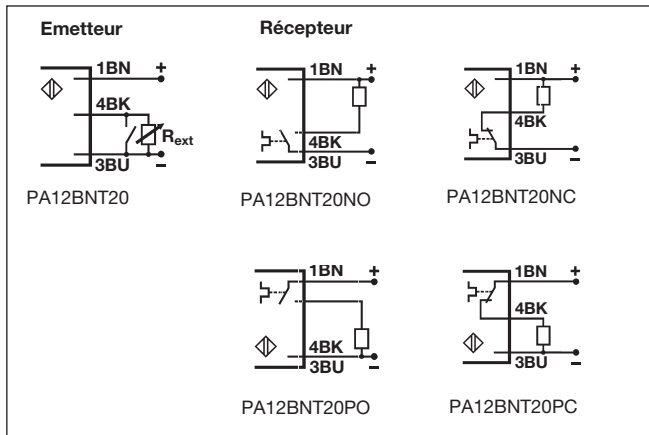 Emetteur
Récepteur
1BN +
4BK
Rext
3BU –
PA12BNT20
1BN +
4BK
3BU –
PA12BNT20NO
1BN +
4BK
3BU –
PA12BNT20NC
1BN +
4BK
3BU –
PA12BNT20PO
1BN +
4BK
3BU –
PA12BNT20PC